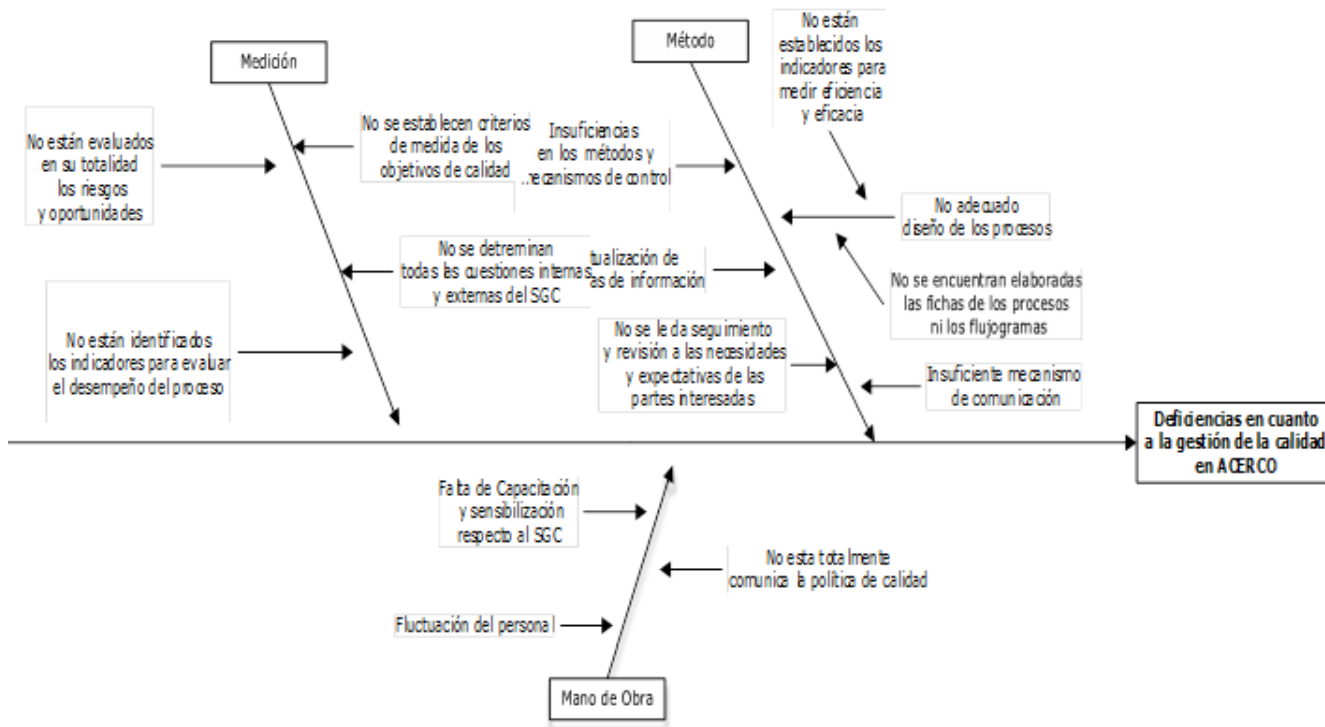 Medición
No están evaluados
en su totalidad
los riesgos
y oportunidades
No se establecen criterios
de medida de los
objetivos de calidad
No se detreminan
todas las cuestiones internas
y externas del SGC
No están identificados
los indicadores para evaluar
el desempeño del proceso
Método
Insuficiencias
en los métodos y
de control
No están
establecidos los
indicadores para
medir eficiencia
y eficacia
No adecuado
diseño de los procesos
No se encuentran elaboradas
las fichas de los procesos
ni los flujogramas
de
de información
No se le da seguimiento
y revisión a las necesidades
y expectativas de las
partes interesadas
Insuficiente mecanismo
de comunicación
Deficiencias en cuanto
a la gestión de la calidad
en ACERCO
Falta de Capacitación
y sensibilización
respecto al SGC
No esta totalmente
comunica la política de calidad
Fluctuación del personal
Mano de Obra